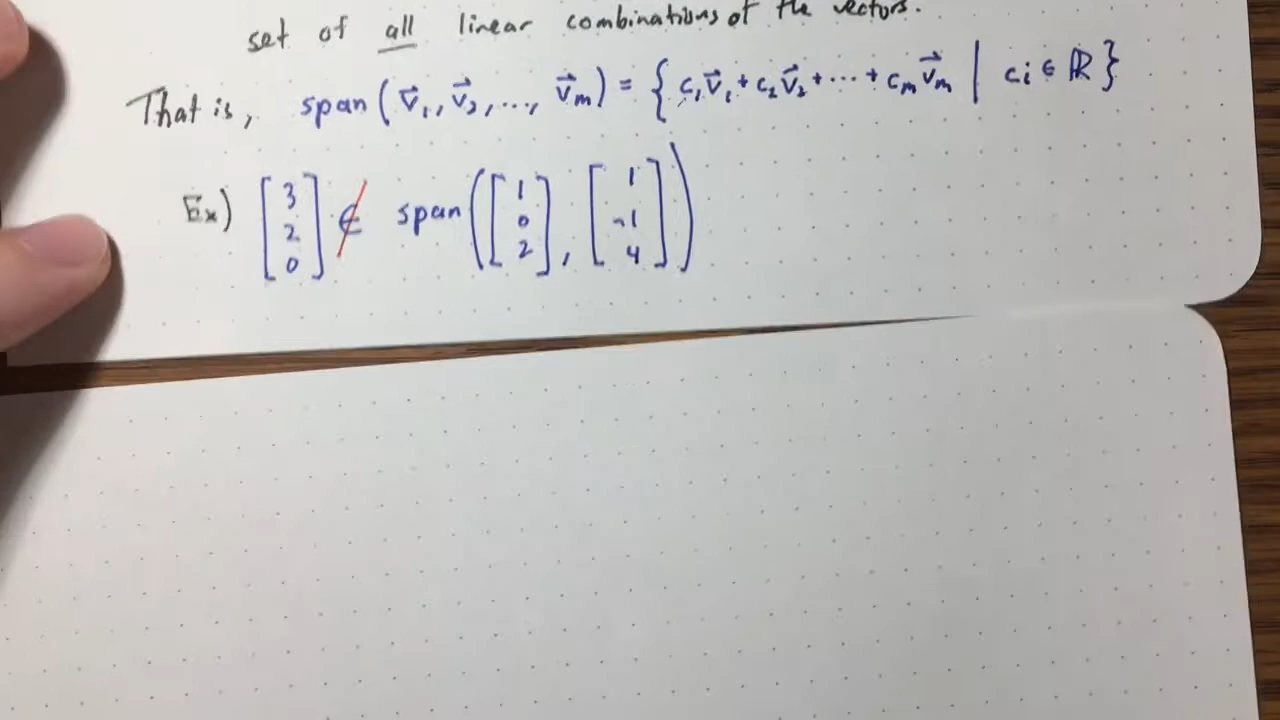 set of all linear combinations of the vectors.
That is, span(v⃗₁, v⃗₂, ..., v⃗ₘ) = { c₁v⃗₁ + c₂v⃗₂ + ··· + cₘv⃗ₘ | cᵢ ∈ ℝ }
Ex) [3 2 0] ∉ span([1 0 2], [1 -1 4])